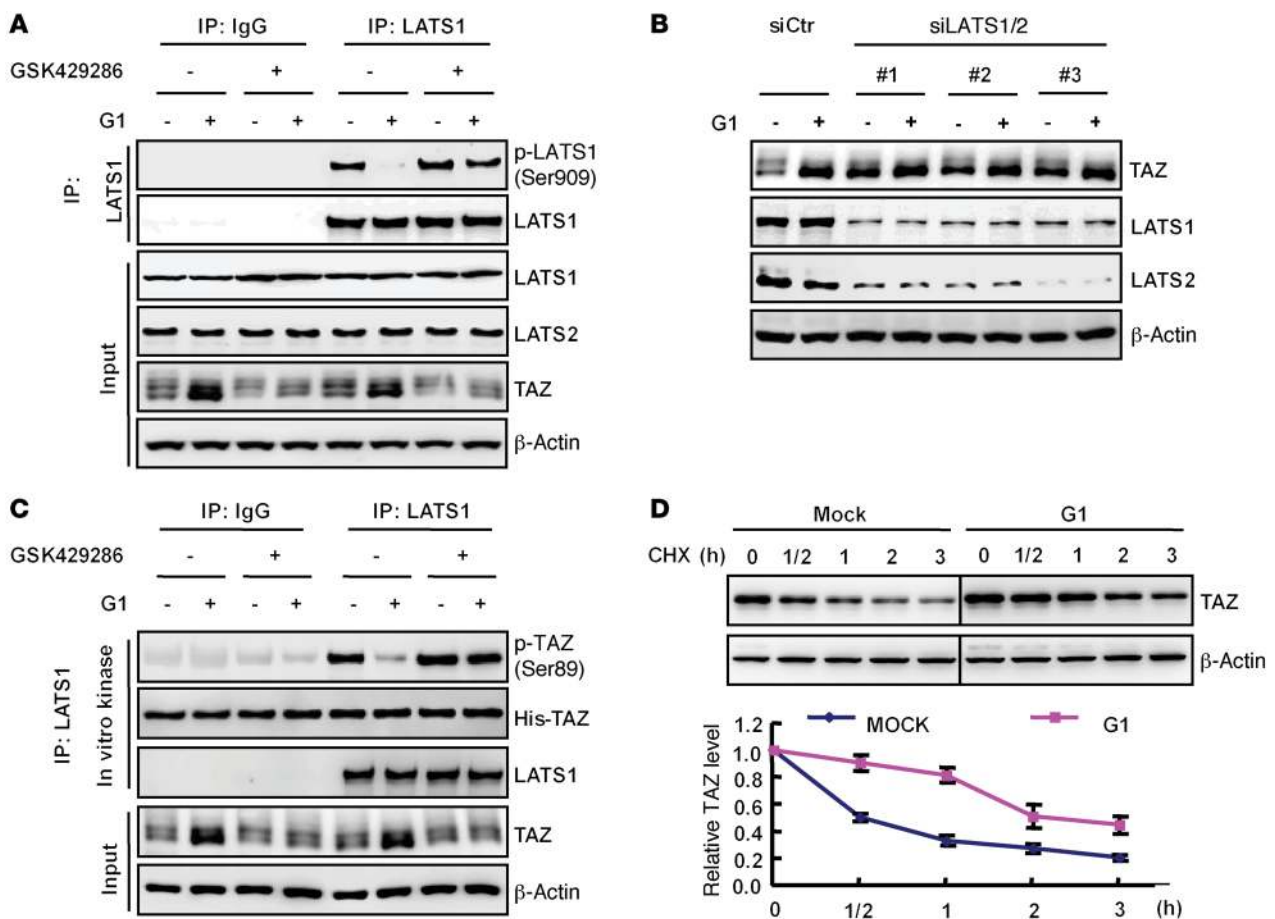 A
IP: IgG IP: LATS1
GSK429286 - + - +
G1 - + - + - + - +
IP: LATS1
p-LATS1 (Ser909)
LATS1
Input
LATS1
LATS2
TAZ
β-Actin
B
siCtr siLATS1/2
#1 #2 #3
G1 - + - + - + - +
TAZ
LATS1
LATS2
β-Actin
C
IP: IgG IP: LATS1
GSK429286 - + - +
G1 - + - + - + - +
IP: LATS1
In vitro kinase
p-TAZ (Ser89)
His-TAZ
LATS1
Input
TAZ
β-Actin
D
Mock G1
CHX (h) 0 1/2 1 2 3 0 1/2 1 2 3
TAZ
β-Actin
MOCK G1
Relative TAZ level
1.2
1.0
0.8
0.6
0.4
0.2
0.0
0 1/2 1 2 3 (h)